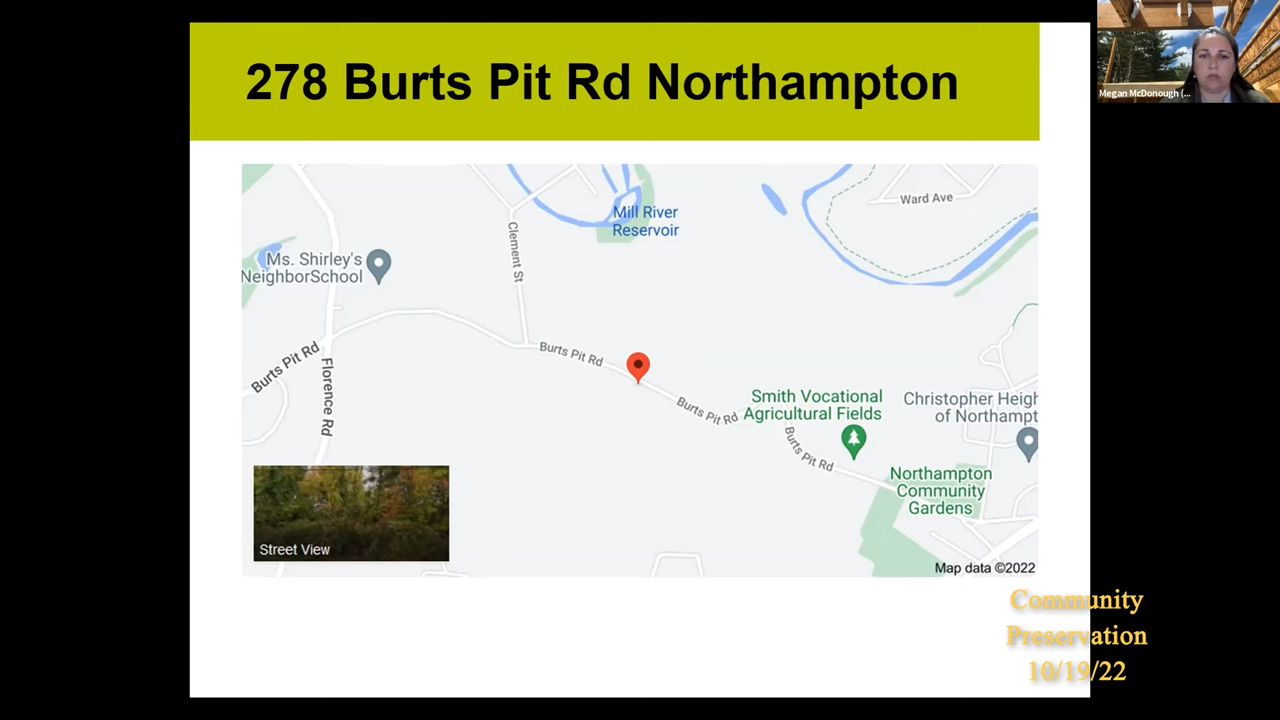 278 Burts Pit Rd Northampton
Megan McDonough (...
Ward Ave
Mill River
Reservoir
Clement St
Ms. Shirley's
NeighborSchool
Burts Pit Rd
Florence Rd
Burts Pit Rd
Burts Pit Rd
Smith Vocational
Agricultural Fields
Christopher Heigh
of Northampt
Burts Pit Rd
Northampton
Community
Gardens
Street View
Map data ©2022
Community
Preservation
10/19/22